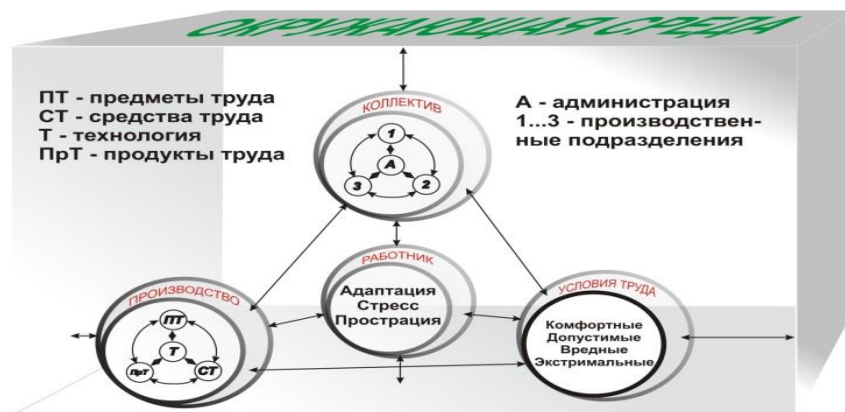 ОКРУЖАЮЩАЯ СРЕДА
ПТ - предметы труда
СТ - средства труда
Т - технология
ПрТ - продукты труда
А - администрация
1...3 - производствен-
ные подразделения
КОЛЛЕКТИВ
1
А
3
2
РАБОТНИК
Адаптация
Стресс
Прострация
ПРОИЗВОДСТВО
ПТ
Т
ПрТ
СТ
УСЛОВИЯ ТРУДА
Комфортные
Допустимые
Вредные
Экстримальные